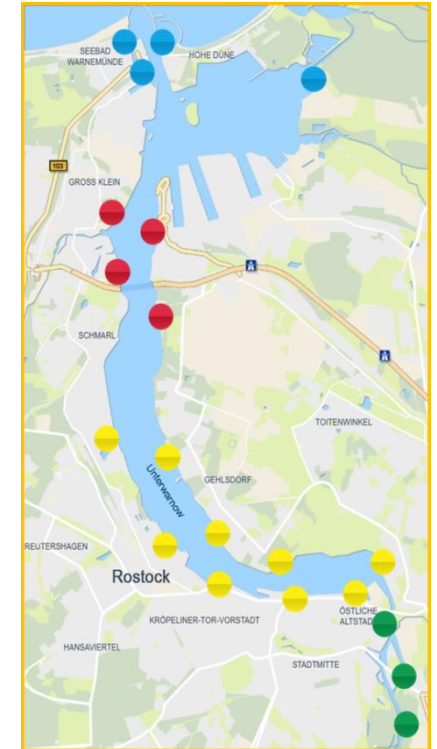 SEEBAD
WARNEMÜNDE
HOHE DÜNE
103
GROSS KLEIN
SCHMARL
TOITENWINKEL
GEHLSDORF
Unterwarnow
REUTERSHAGEN
Rostock
KRÖPELINER-TOR-VORSTADT
ÖSTLICHE
ALTSTADT
HANSAVIERTEL
STADTMITTE